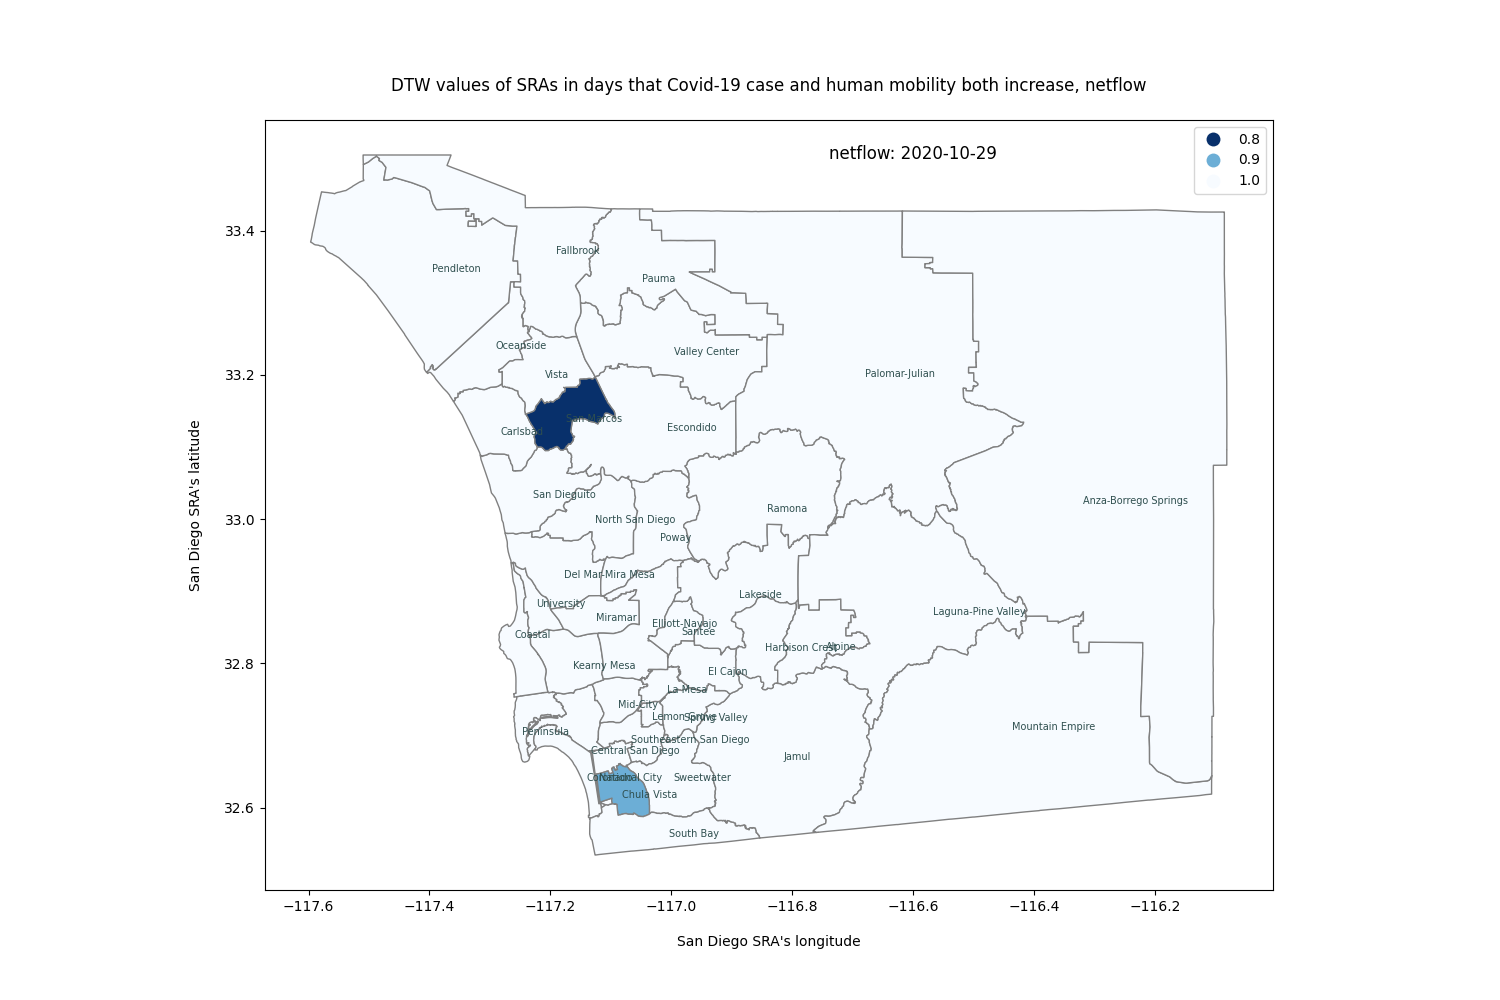 DTW values of SRAs in days that Covid-19 case and human mobility both increase, netflow
netflow: 2020-10-29
0.8
0.9
1.0
33.4
33.2
33.0
32.8
32.6
San Diego SRA's latitude
Fallbrook
Pendleton
Pauma
Oceanside
Valley Center
Vista
Palomar-Julian
San Marcos
Carlsbad
Escondido
San Dieguito
Anza-Borrego Springs
Ramona
North San Diego
Poway
Del Mar-Mira Mesa
Lakeside
University
Laguna-Pine Valley
Miramar
Elliott-Navajo
Santee
Coastal
Harbison Crest
Alpine
Kearny Mesa
El Cajon
La Mesa
Mid-City
Lemon Grove
Spring Valley
Mountain Empire
Peninsula
Southeastern San Diego
Central San Diego
Jamul
Coronado
National City
Sweetwater
Chula Vista
South Bay
−117.6 −117.4 −117.2 −117.0 −116.8 −116.6 −116.4 −116.2
San Diego SRA's longitude